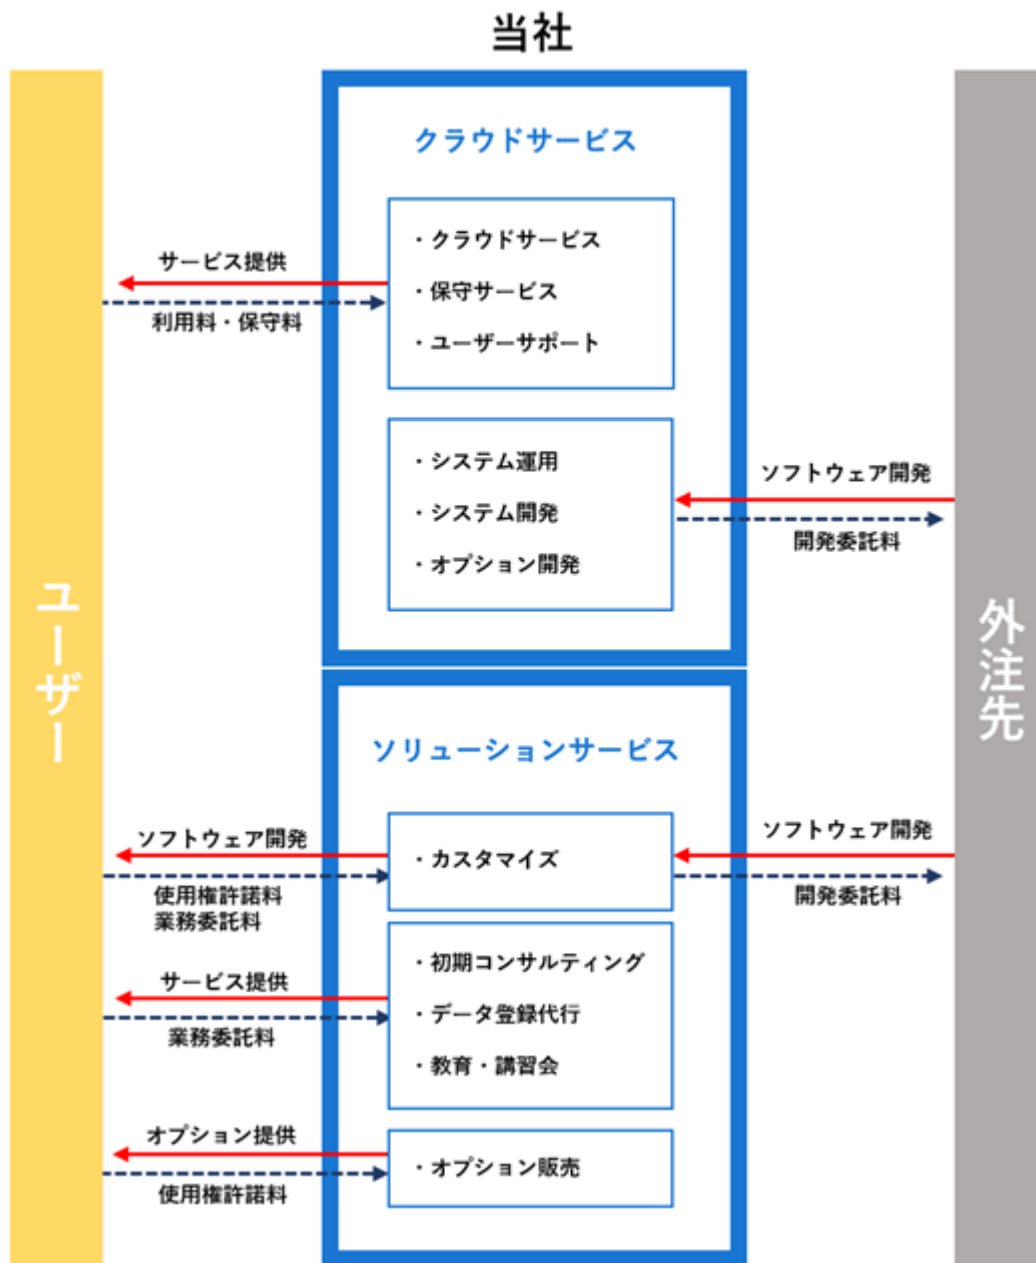 当社
クラウドサービス
・クラウドサービス
・保守サービス
・ユーザーサポート
サービス提供
利用料・保守料
・システム運用
・システム開発
・オプション開発
ソフトウェア開発
開発委託料
ユーザー
外注先
ソリューションサービス
ソフトウェア開発
使用権許諾料
業務委託料
・カスタマイズ
ソフトウェア開発
開発委託料
サービス提供
業務委託料
・初期コンサルティング
・データ登録代行
・教育・講習会
オプション提供
使用権許諾料
・オプション販売